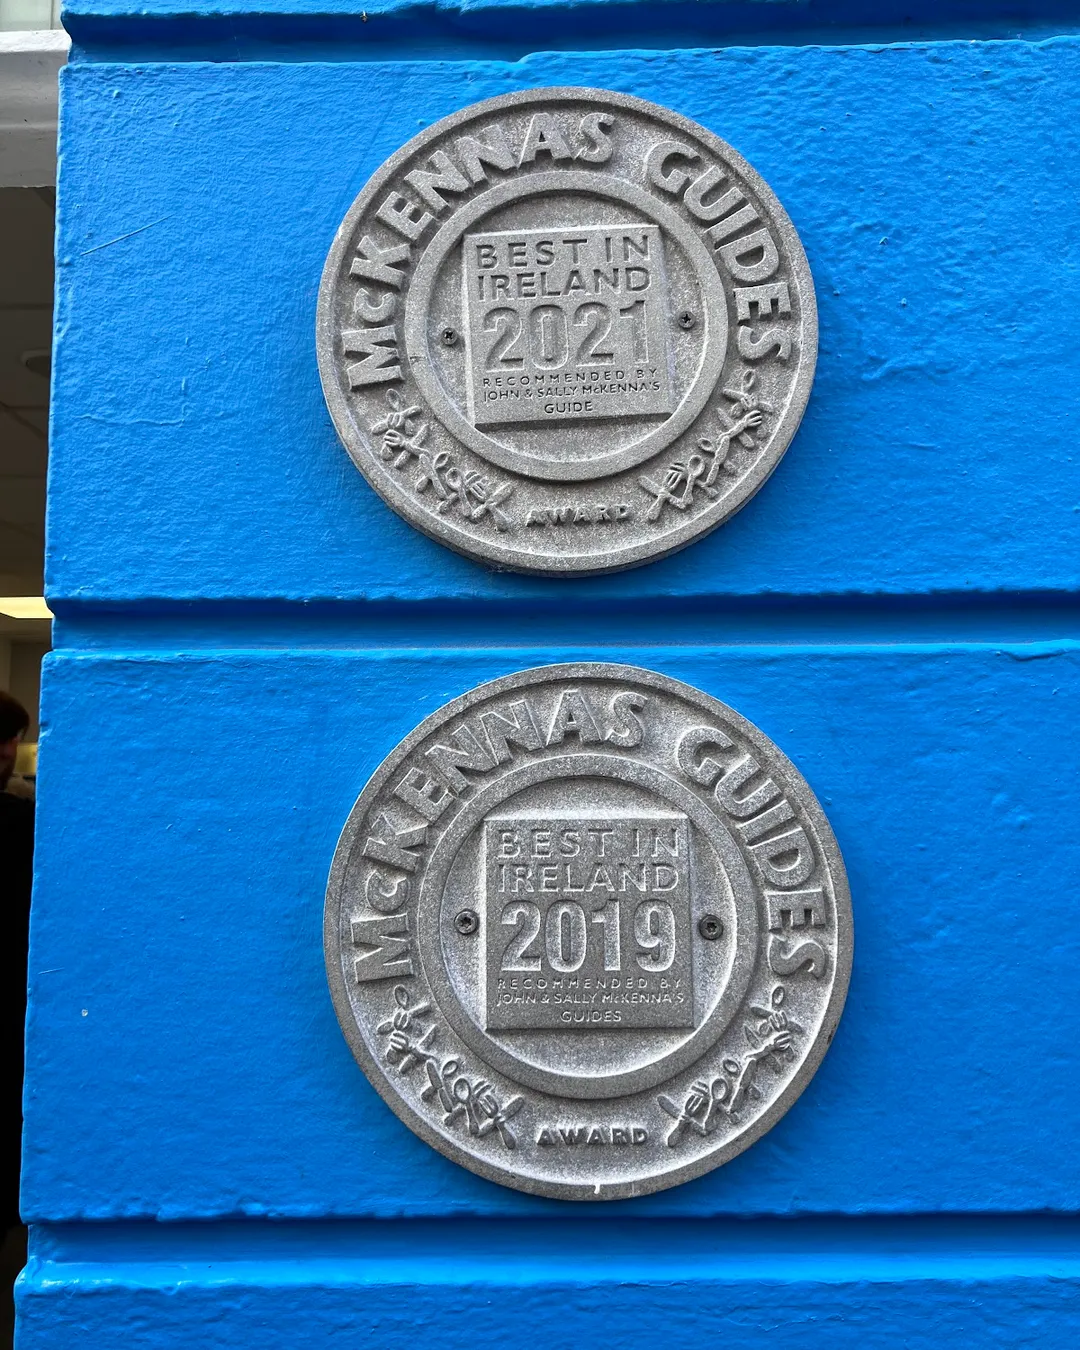 McKENNAS GUIDES
BEST IN
IRELAND
2021
RECOMMENDED BY
JOHN & SALLY McKENNA'S
GUIDE
AWARD
McKENNAS GUIDES
BEST IN
IRELAND
2019
RECOMMENDED BY
JOHN & SALLY McKENNA'S
GUIDES
AWARD